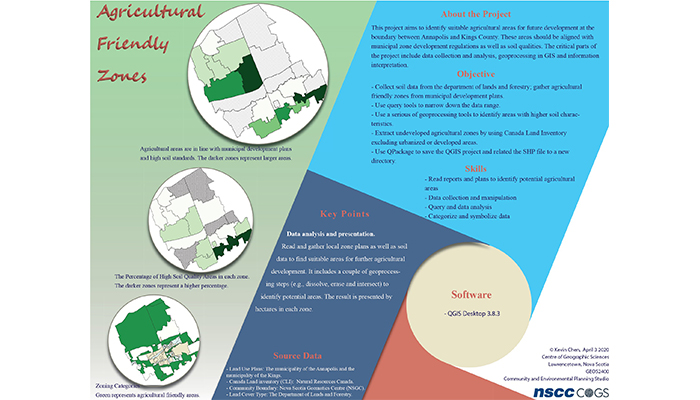 Agricultural
Friendly
Zones
Agricultural areas are in line with municipal development plans
and high soil standards. The darker zones represent larger areas.
The Percentage of High Soil Quality Areas in each zone.
The darker zones represent a higher percentage.
Zoning Categories
Green represents agricultural friendly areas.
Key Points
Data analysis and presentation.
Read and gather local zone plans as well as soil
data to find suitable areas for further agricultural
development. It includes a couple of geoprocess-
ing steps (e.g., dissolve, erase and intersect) to
identify potential areas. The result is presented by
hectares in each zone.
Source Data
- Land Use Plans: The municipality of the Annapolis and the
municipality of the Kings.
- Canada Land inventory (CLI): Natural Resources Canada.
- Community Boundary: Nova Scotia Geomatics Centre (NSGC).
- Land Cover Type: The Department of Lands and Forestry.
About the Project
This project aims to identify suitable agricultural areas for future development at the
boundary between Annapolis and Kings County. These areas should be aligned with
municipal zone development regulations as well as soil qualities. The critical parts of
the project include data collection and analysis, geoprocessing in GIS and information
interpretation.
Objective
- Collect soil data from the department of lands and forestry; gather agricultural
friendly zones from municipal development plans.
- Use query tools to narrow down the data range.
- Use a serious of geoprocessing tools to identify areas with higher soil charac-
teristics.
- Extract undeveloped agricultural zones by using Canada Land Inventory
excluding urbanized or developed areas.
- Use QPackage to save the QGIS project and related the SHP file to a new
directory.
Skills
- Read reports and plans to identify potential agricultural
areas
- Data collection and manipulation
- Query and data analysis
- Categorize and symbolize data
Software
- QGIS Desktop 3.8.3
© Kevin Chen, April 3 2020
Centre of Geographic Sciences
Lawrencetown, Nova Scotia
GEOS2400
Community and Environmental Planning Studio
nscc COGS